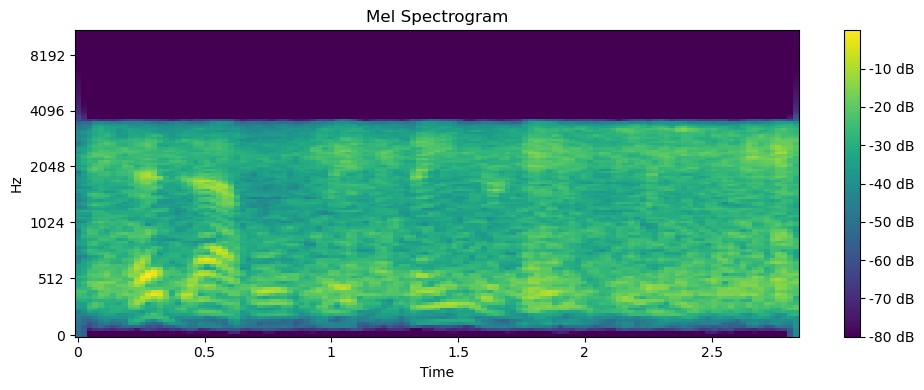 Mel Spectrogram
8192
4096
2048
1024
512
0
Hz
0
0.5
1
1.5
2
2.5
Time
-10 dB
-20 dB
-30 dB
-40 dB
-50 dB
-60 dB
-70 dB
-80 dB